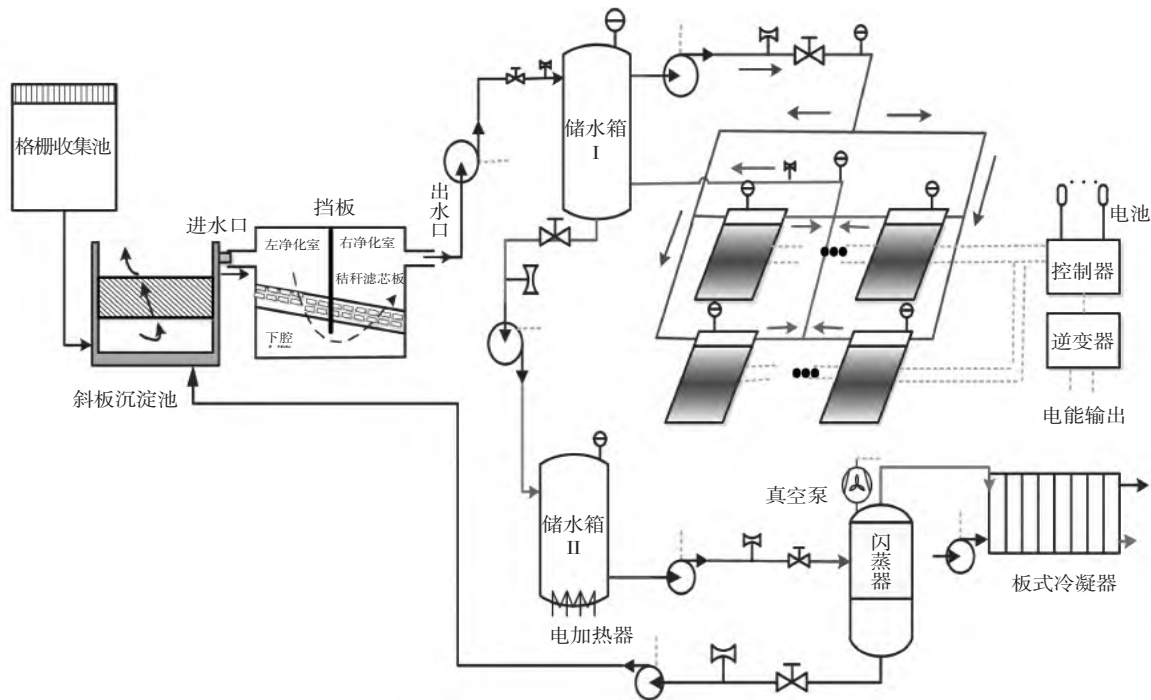 格栅收集池
进水口
挡板
左净化室
右净化室
秸秆滤芯板
下腔
出水口
斜板沉淀池
储水箱
I
电池
控制器
逆变器
电能输出
储水箱
II
电加热器
真空泵
闪蒸器
板式冷凝器